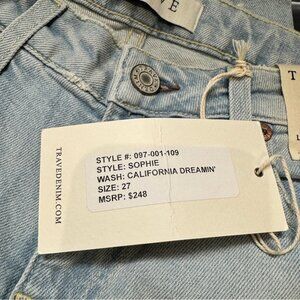 STYLE #: 097-001-109
STYLE: SOPHIE
WASH: CALIFORNIA DREAMIN'
SIZE: 27
MSRP: $248
TRAVEDENIM.COM